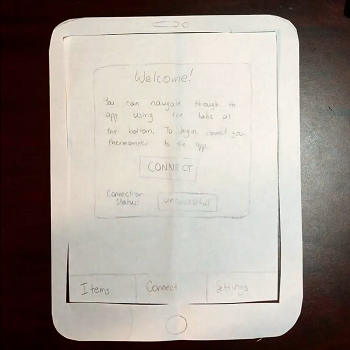 Welcome!
You can navigate through the
app using the tabs at
the bottom. To begin connect your
thermometer to the app.
CONNECT
Connection
Status:
unsuccessful
Items
Connect
Settings